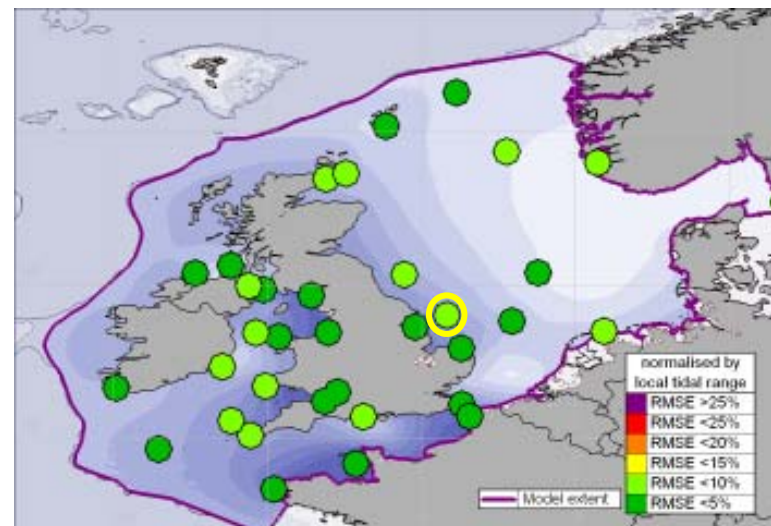 normalised by
local tidal range
RMSE >25%
RMSE <25%
RMSE <20%
RMSE <15%
RMSE <10%
RMSE <5%
Model extent